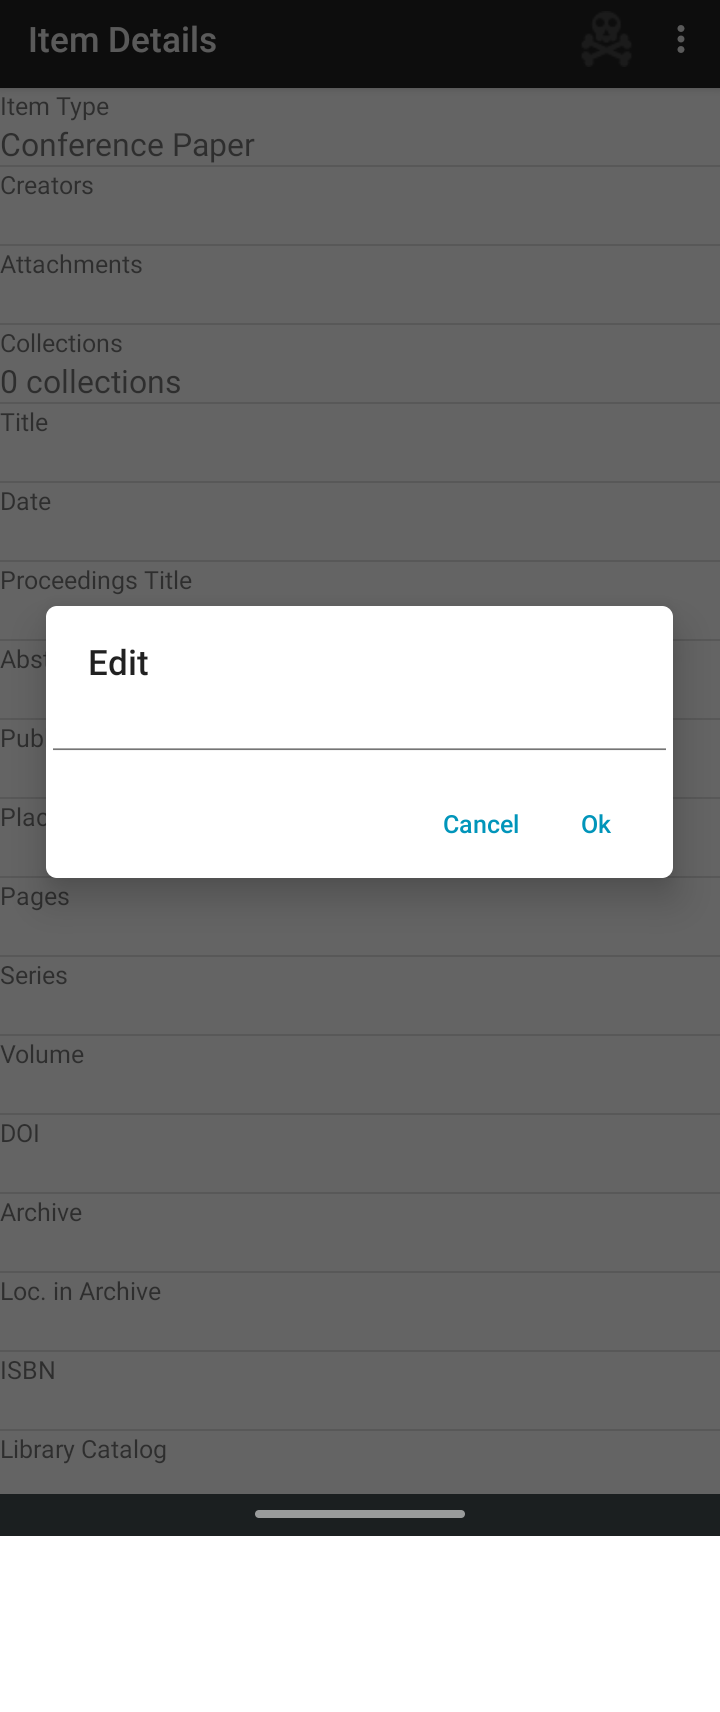 Item Details
Item Type
Conference Paper
Creators
Attachments
Collections
0 collections
Title
Date
Proceedings Title
Edit
Cancel Ok
Pages
Series
Volume
DOI
Archive
Loc. in Archive
ISBN
Library Catalog